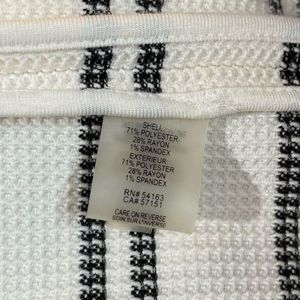 SHELL
71% POLYESTER
28% RAYON
1% SPANDEX
EXTERIEUR
71% POLYESTER
28% RAYON
1% SPANDEX
RN# 54163
CA# 57151
CARE ON REVERSE
SOIN SUR L'INVERSE